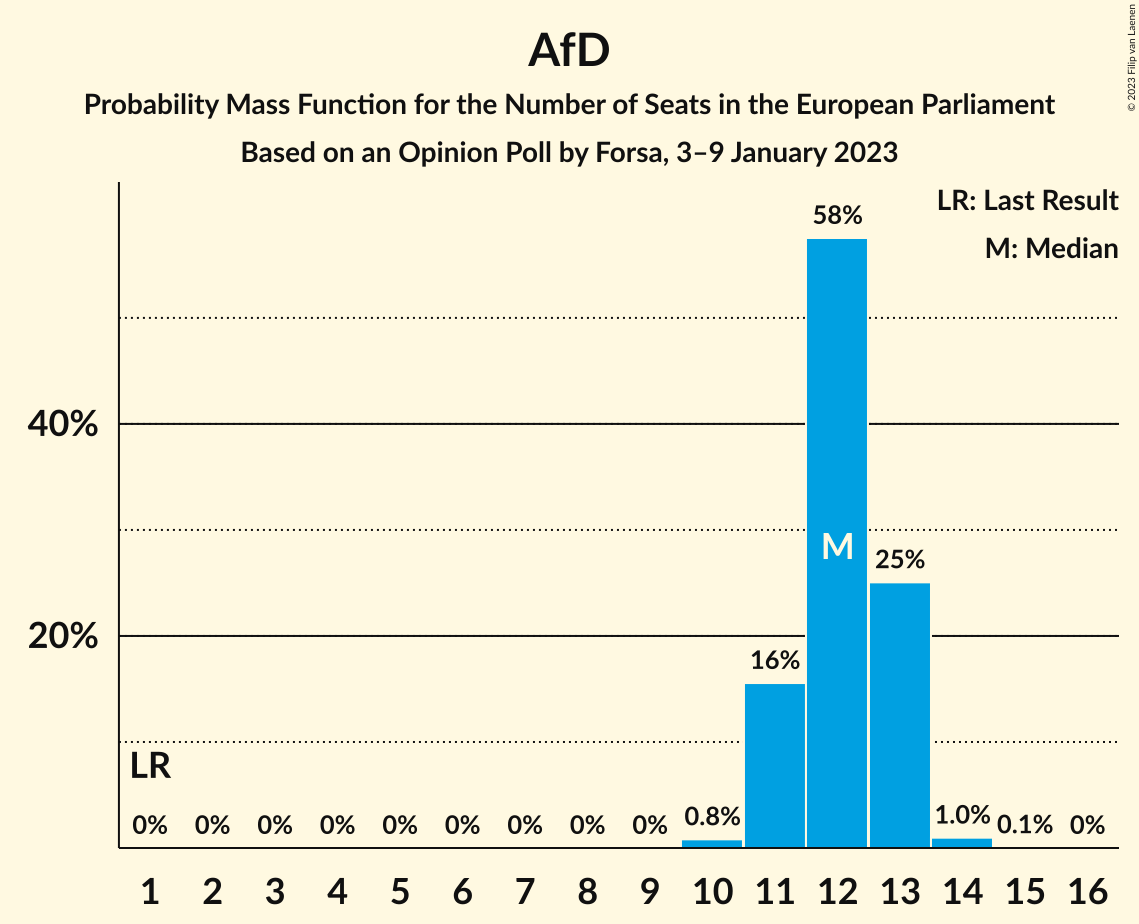 AfD
Probability Mass Function for the Number of Seats in the European Parliament
Based on an Opinion Poll by Forsa, 3–9 January 2023
© 2023 Filip van Laenen
LR: Last Result
M: Median
58%
40%
M
25%
20%
16%
LR
0% 0% 0% 0% 0% 0% 0% 0% 0% 0.8% 1.0% 0.1% 0%
1 2 3 4 5 6 7 8 9 10 11 12 13 14 15 16